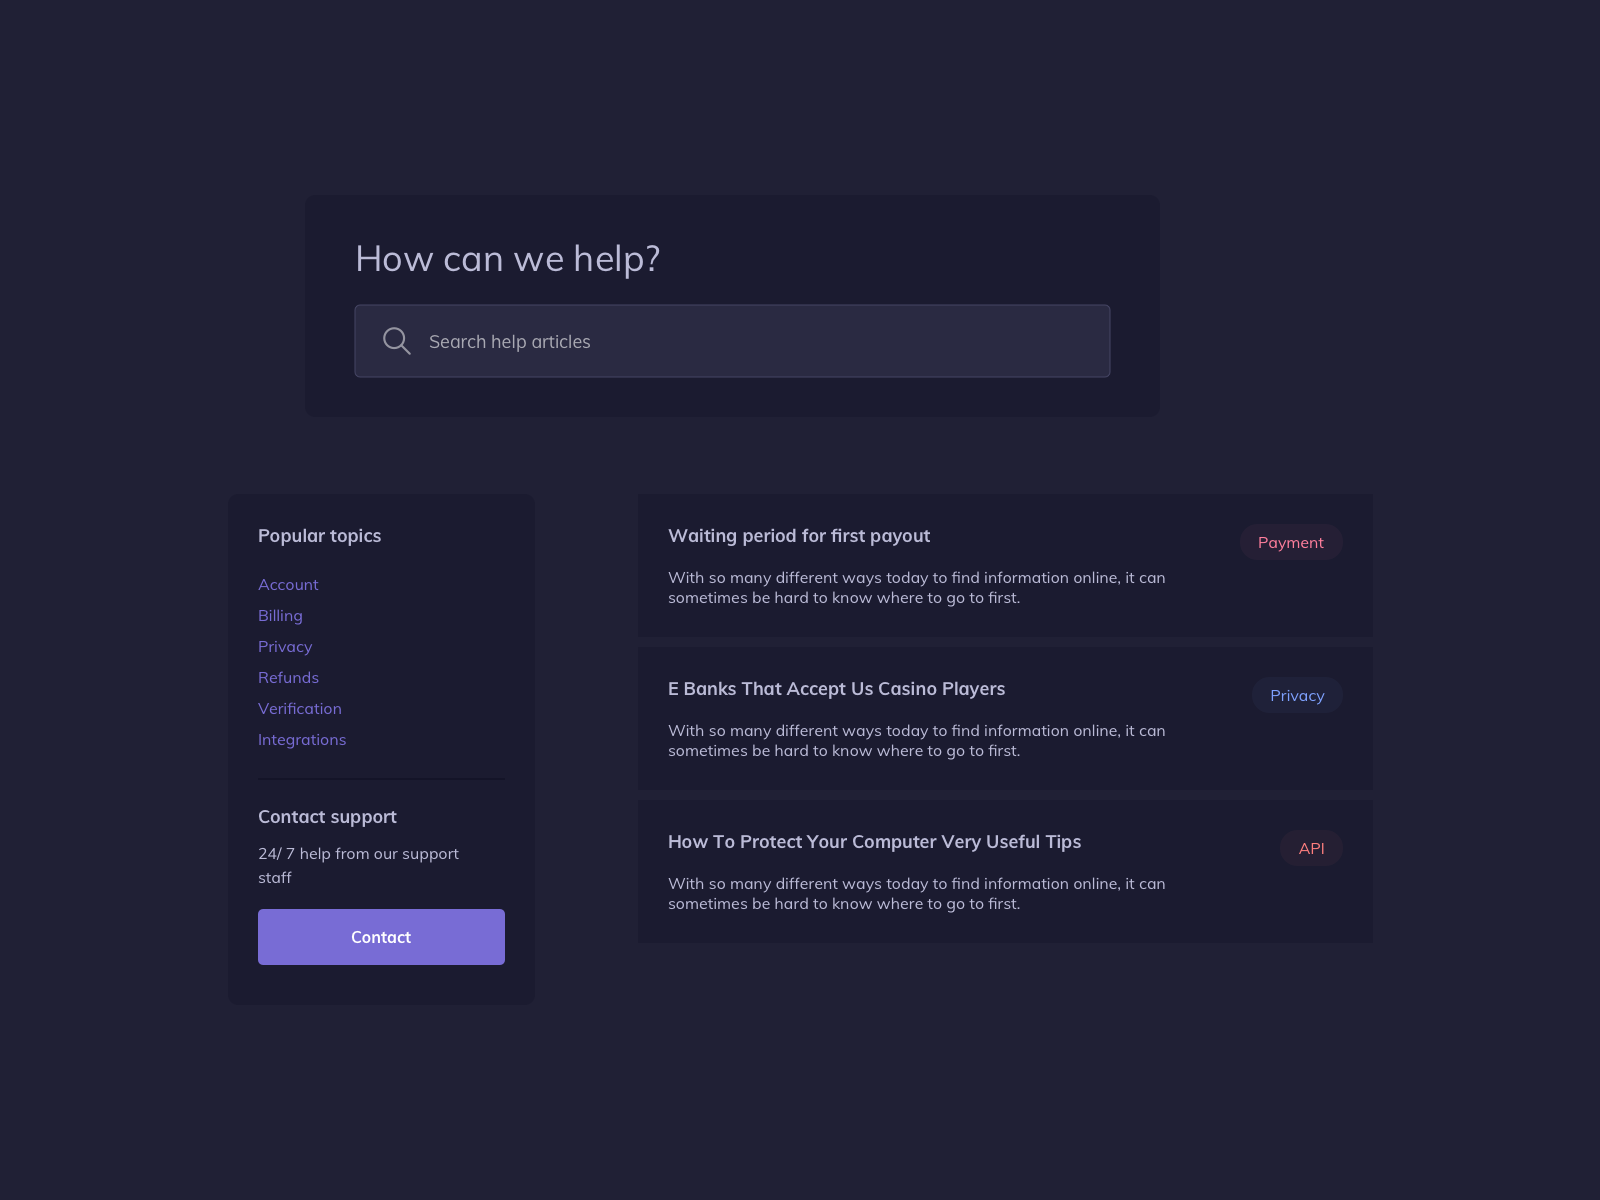 How can we help?
Search help articles
Popular topics
Account
Billing
Privacy
Refunds
Verification
Integrations
Contact support
24/ 7 help from our support
staff
Contact
Waiting period for first payout
Payment
With so many different ways today to find information online, it can
sometimes be hard to know where to go to first.
E Banks That Accept Us Casino Players
Privacy
With so many different ways today to find information online, it can
sometimes be hard to know where to go to first.
How To Protect Your Computer Very Useful Tips
API
With so many different ways today to find information online, it can
sometimes be hard to know where to go to first.